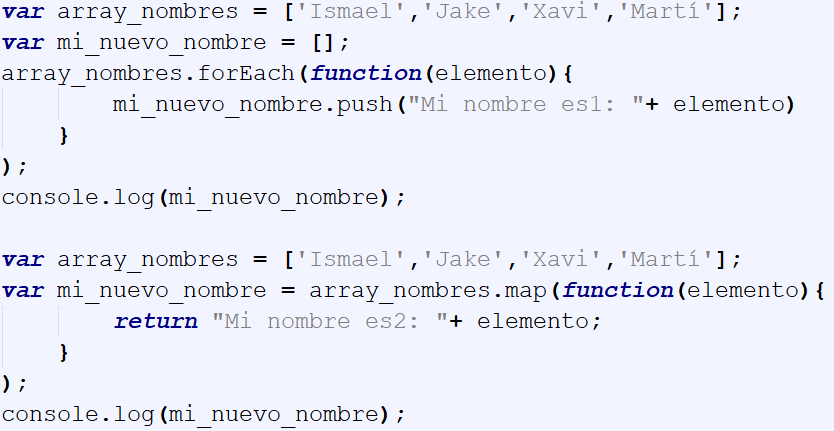 var array_nombres = ['Ismael','Jake','Xavi','Martí'];
var mi_nuevo_nombre = [];
array_nombres.forEach(function(elemento){
        mi_nuevo_nombre.push("Mi nombre es1: "+ elemento)
    }
);
console.log(mi_nuevo_nombre);

var array_nombres = ['Ismael','Jake','Xavi','Martí'];
var mi_nuevo_nombre = array_nombres.map(function(elemento){
        return "Mi nombre es2: "+ elemento;
    }
);
console.log(mi_nuevo_nombre);